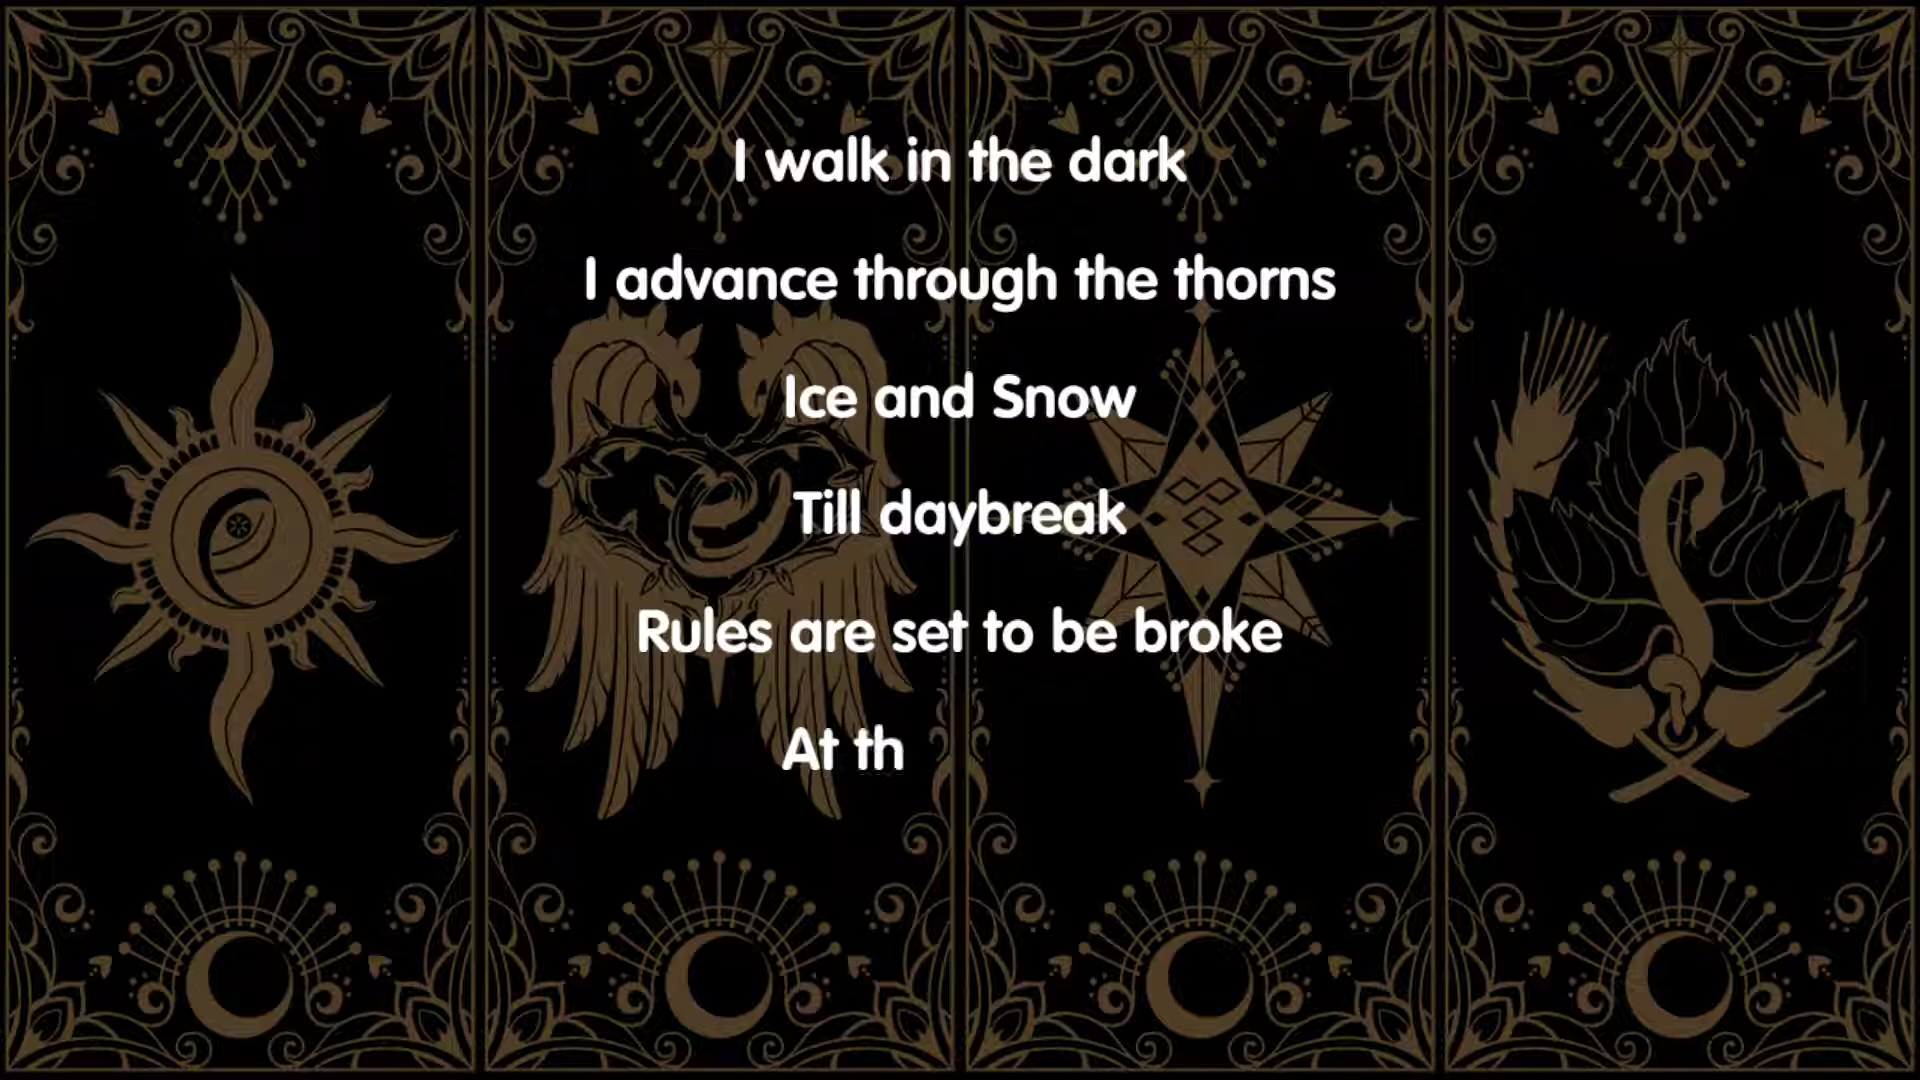 I walk in the dark
I advance through the thorns
Ice and Snow
Till daybreak
Rules are set to be broke
At th